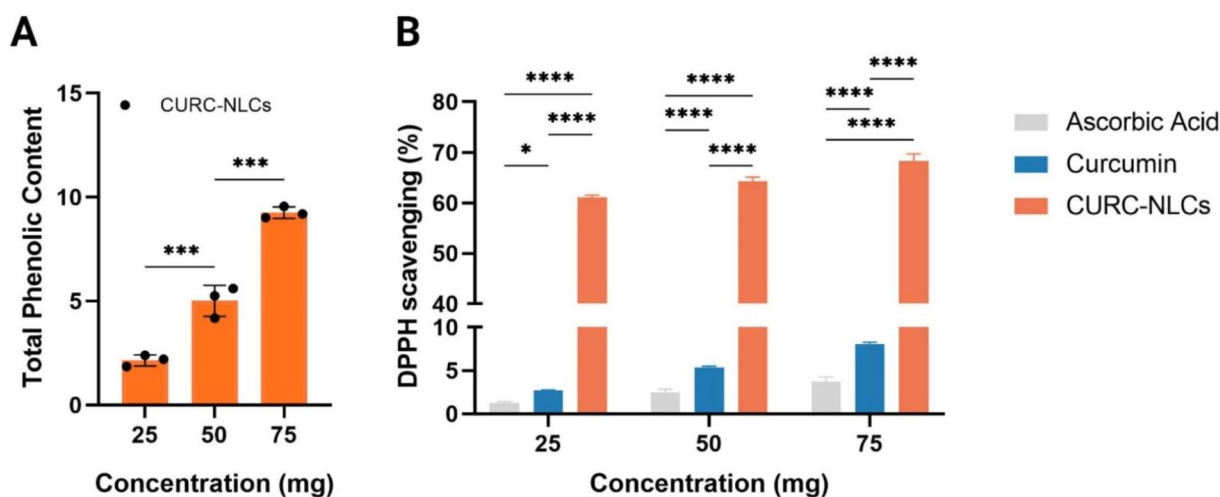 A
Total Phenolic Content
15
10
5
0
CURC-NLCs
***
***
25 50 75
Concentration (mg)
B
DPPH scavenging (%)
80
70
60
50
40
10
5
0
****
****
*
****
****
****
****
****
****
25 50 75
Concentration (mg)
Ascorbic Acid
Curcumin
CURC-NLCs